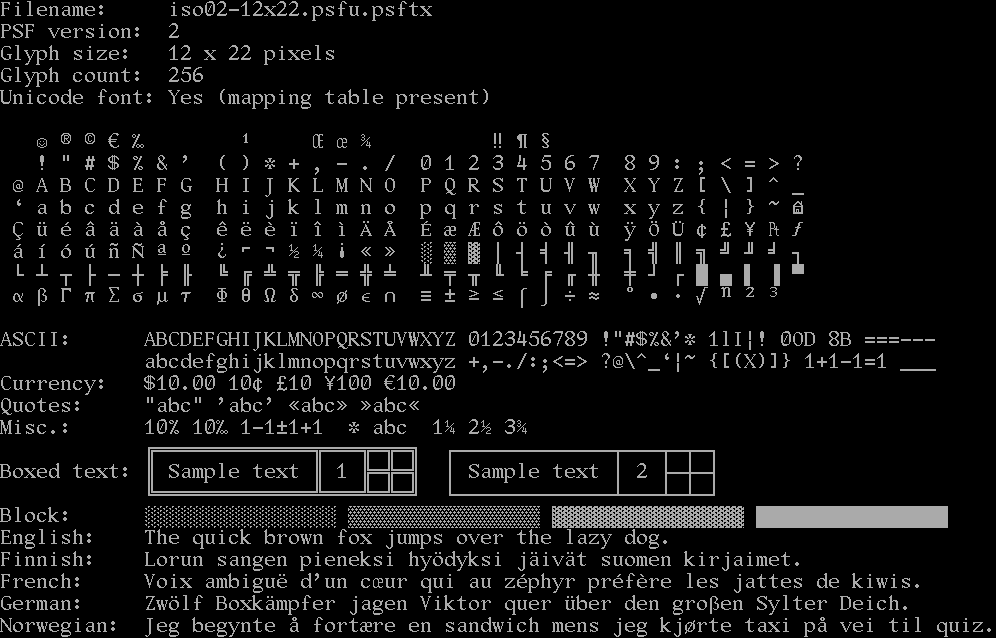 Filename:     iso02-12x22.psfu.psftx
PSF version:  2
Glyph size:   12 x 22 pixels
Glyph count:  256
Unicode font: Yes (mapping table present)
☺ ® © € ‰ ¹ Œ œ ¾ ‼ ¶ §
! " # $ % & ’ ( ) * + , - . / 0 1 2 3 4 5 6 7 8 9 : ; < = > ?
@ A B C D E F G H I J K L M N O P Q R S T U V W X Y Z [ \ ] ^ _
‘ a b c d e f g h i j k l m n o p q r s t u v w x y z { | } ~ ⌂
Ç ü é â ä à å ç ê ë è ï î ì Ä Å É æ Æ ô ö ò û ù ÿ Ö Ü ¢ £ ¥ ₧ ƒ
á í ó ú ñ Ñ ª º ¿ ⌐ ¬ ½ ¼ ¡ « » ░ ▒ ▓ │ ┤ ╡ ╢ ╖ ╕ ╣ ║ ╗ ╝ ╜ ╛ ┐
└ ┴ ┬ ├ ─ ┼ ╞ ╟ ╚ ╔ ╩ ╦ ╠ ═ ╬ ╧ ╨ ╤ ╥ ╙ ╘ ╒ ╓ ╫ ╪ ┘ ┌ █ ▄ ▌ ▐ ▀
α β Γ π Σ σ µ τ Φ θ Ω δ ∞ ø ∈ ∩ ≡ ± ≥ ≤ ⌠ ⌡ ÷ ≈ ° • · √ ⁿ ² ³
ASCII:      ABCDEFGHIJKLMNOPQRSTUVWXYZ 0123456789 !"#$%&’* 1lI|! 0OD 8B ===---
abcdefghijklmnopqrstuvwxyz +,-./:;<=> ?@\^_‘|~ {[(X)]} 1+1-1=1 ___
Currency:   $10.00 10¢ £10 ¥100 €10.00
Quotes:     "abc" ’abc’ «abc» »abc«
Misc.:      10% 10‰ 1-1±1+1  * abc  1¼ 2½ 3¾
Boxed text: Sample text 1 Sample text 2
Block:      ░░░░░░░░░░░░░░░░ ▒▒▒▒▒▒▒▒▒▒▒▒▒▒▒▒ ▓▓▓▓▓▓▓▓▓▓▓▓▓▓▓▓ ████████████████
English:    The quick brown fox jumps over the lazy dog.
Finnish:    Lorun sangen pieneksi hyödyksi jäivät suomen kirjaimet.
French:     Voix ambiguë d’un cœur qui au zéphyr préfère les jattes de kiwis.
German:     Zwölf Boxkämpfer jagen Viktor quer über den großen Sylter Deich.
Norwegian:  Jeg begynte å fortære en sandwich mens jeg kjørte taxi på vei til quiz.